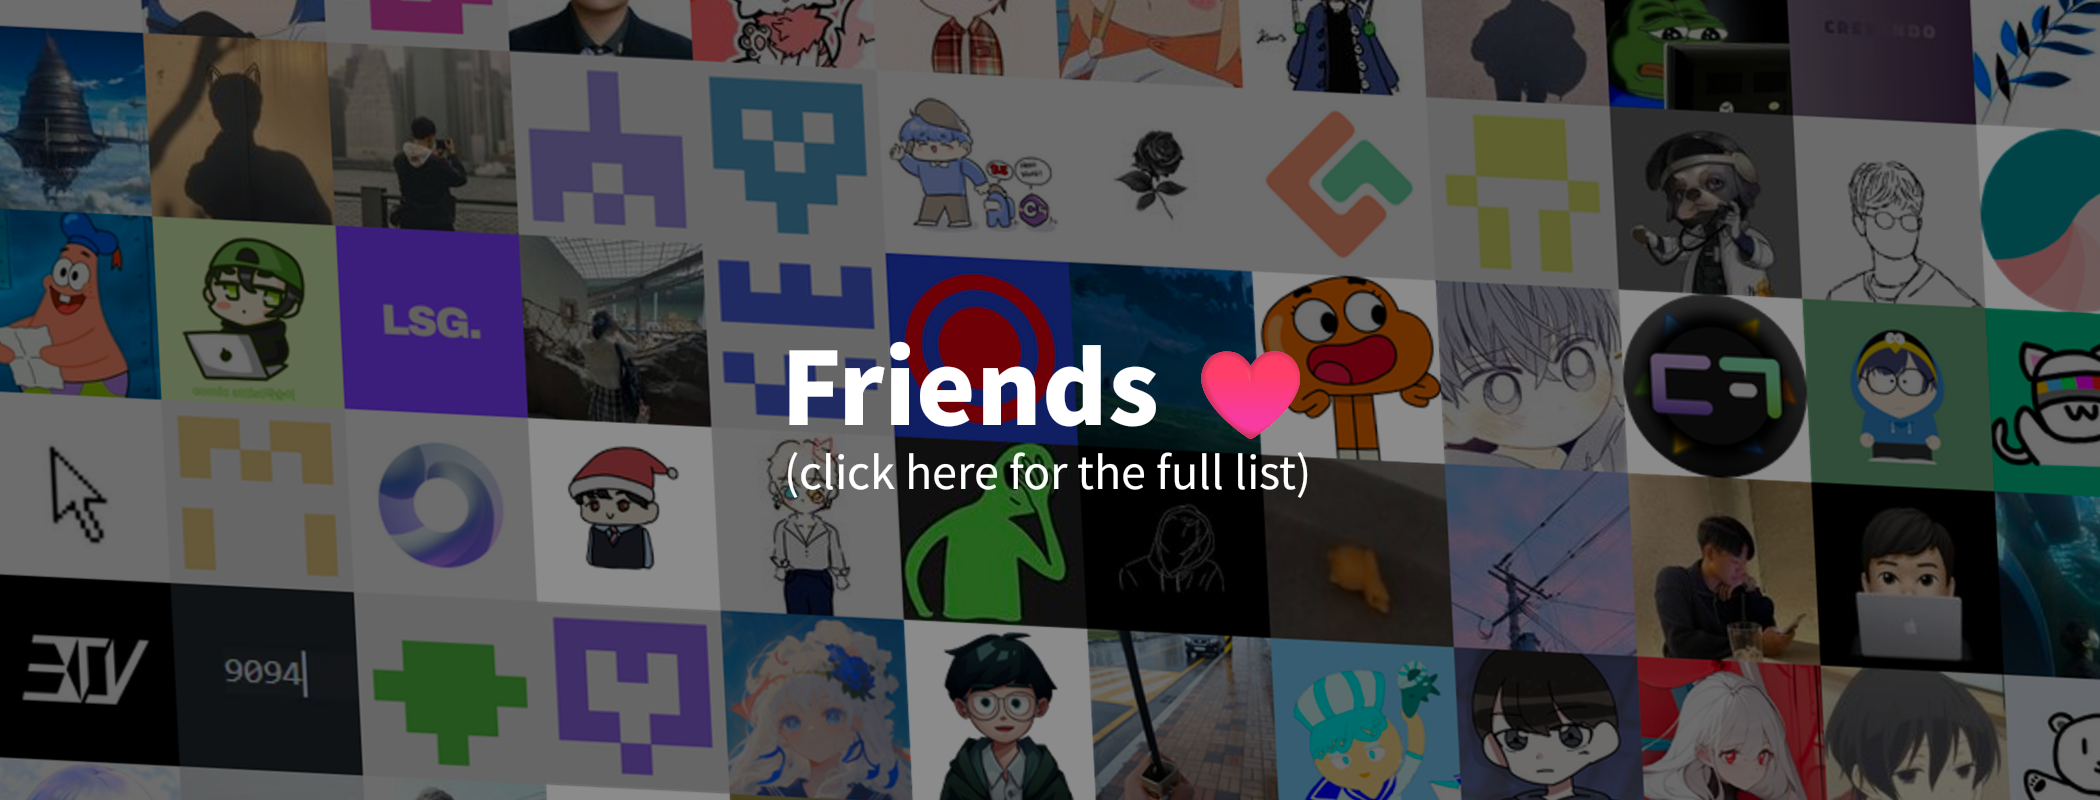 LSG.
Friends ❤️
(click here for the full list)
9094